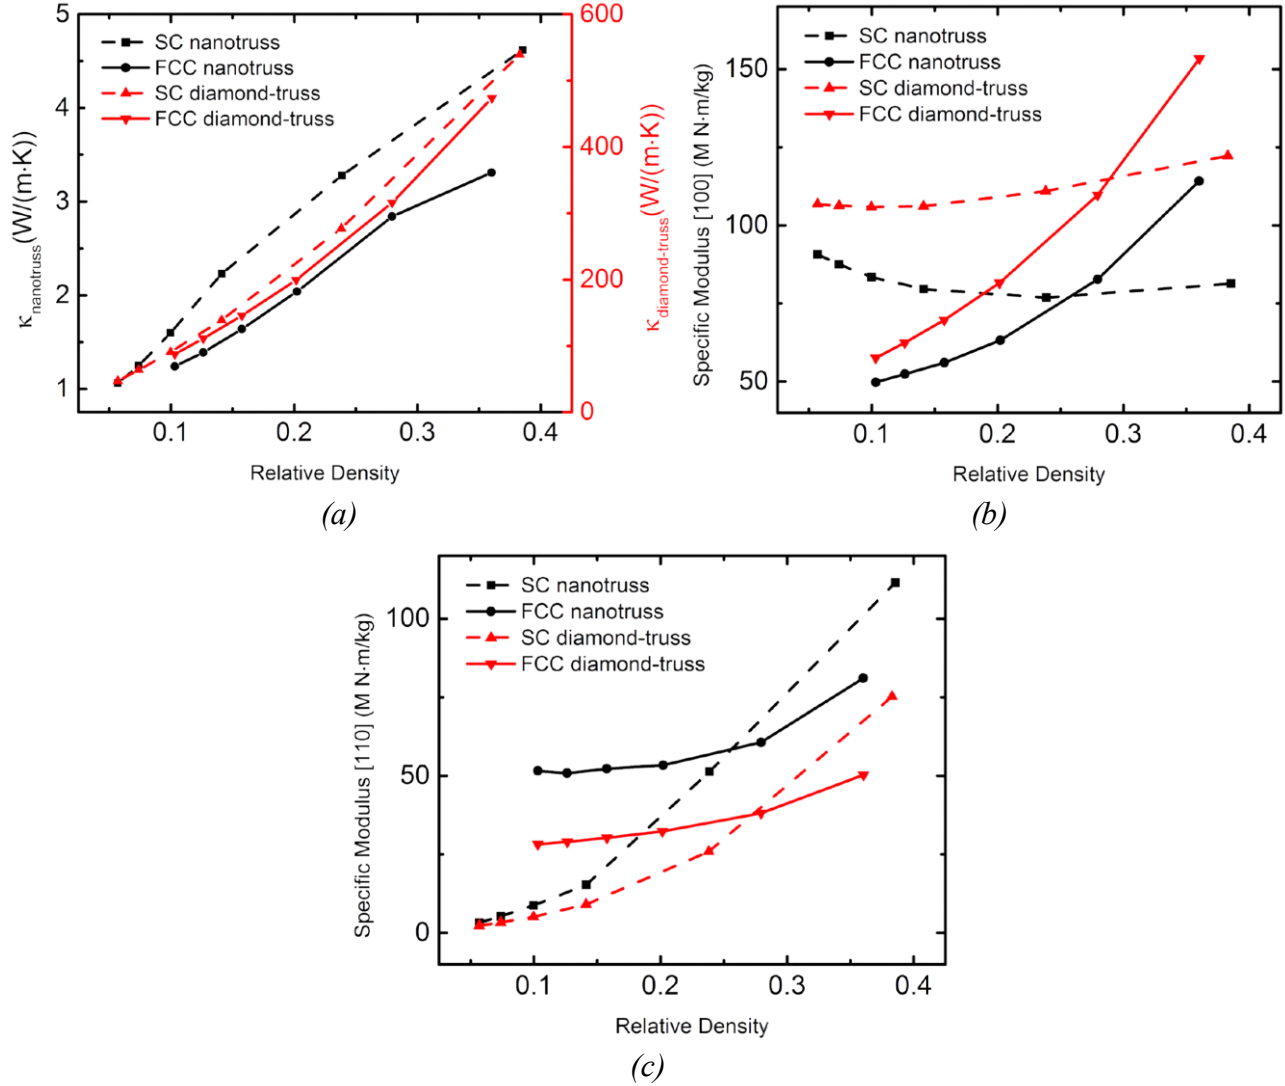 5
4
3
2
1
κnanotruss(W/(m·K))
SC nanotruss
FCC nanotruss
SC diamond-truss
FCC diamond-truss
600
400
200
0
κdiamond-truss(W/(m·K))
0.1 0.2 0.3 0.4
Relative Density
(a)
150
100
50
Specific Modulus [100] (M N·m/kg)
SC nanotruss
FCC nanotruss
SC diamond-truss
FCC diamond-truss
0.1 0.2 0.3 0.4
Relative Density
(b)
100
50
0
Specific Modulus [110] (M N·m/kg)
SC nanotruss
FCC nanotruss
SC diamond-truss
FCC diamond-truss
0.1 0.2 0.3 0.4
Relative Density
(c)